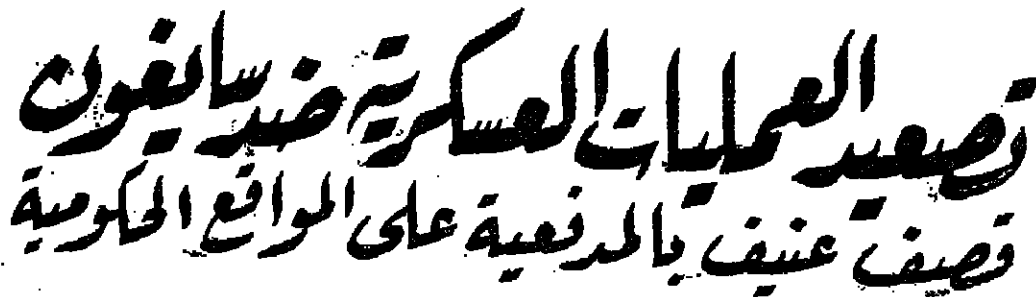 تصعيد العمليات العسكرية ضد سايغون
قصف عنيف بالمدفعية على المواقع الحكومية